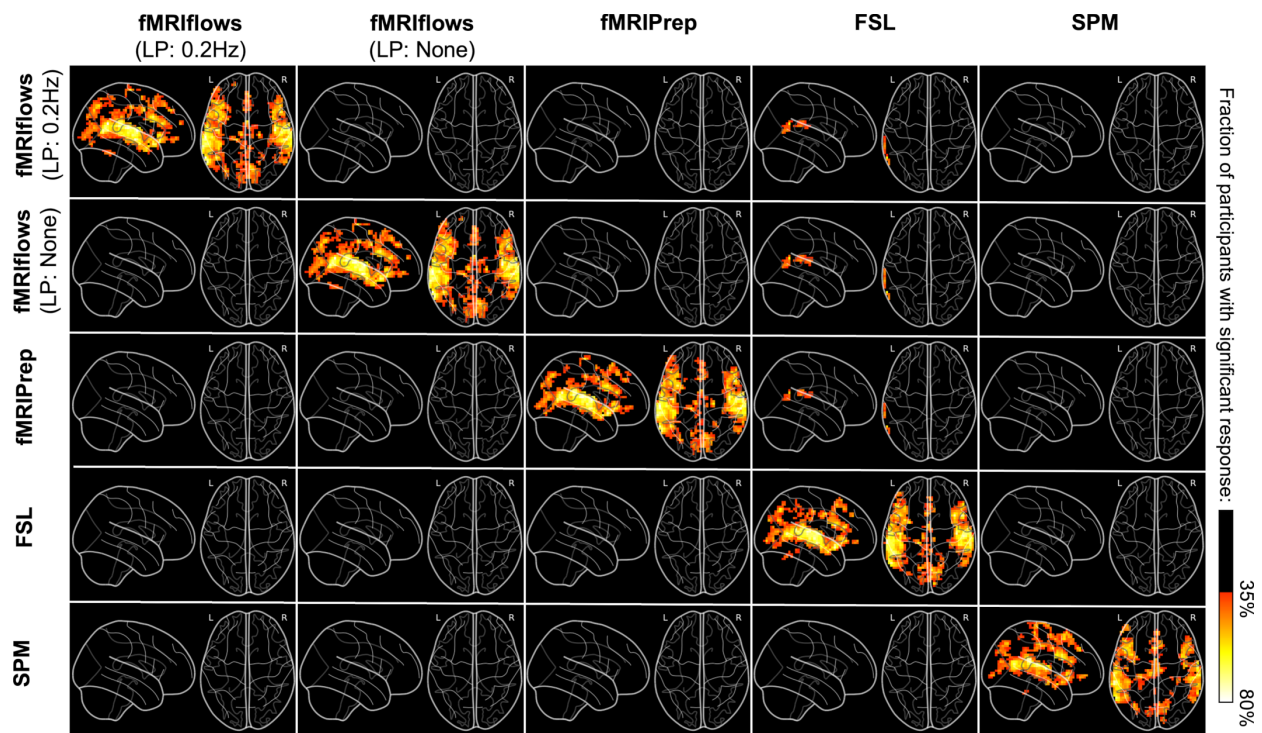 fMRIflows
(LP: 0.2Hz)
fMRIflows
(LP: None)
fMRIPrep
FSL
SPM
fMRIflows
(LP: 0.2Hz)
L R
L R
L R
L R
L R
fMRIflows
(LP: None)
L R
L R
L R
L R
L R
fMRIPrep
L R
L R
L R
L R
L R
FSL
L R
L R
L R
L R
L R
SPM
L R
L R
L R
L R
L R
Fraction of participants with significant response:
35%
80%